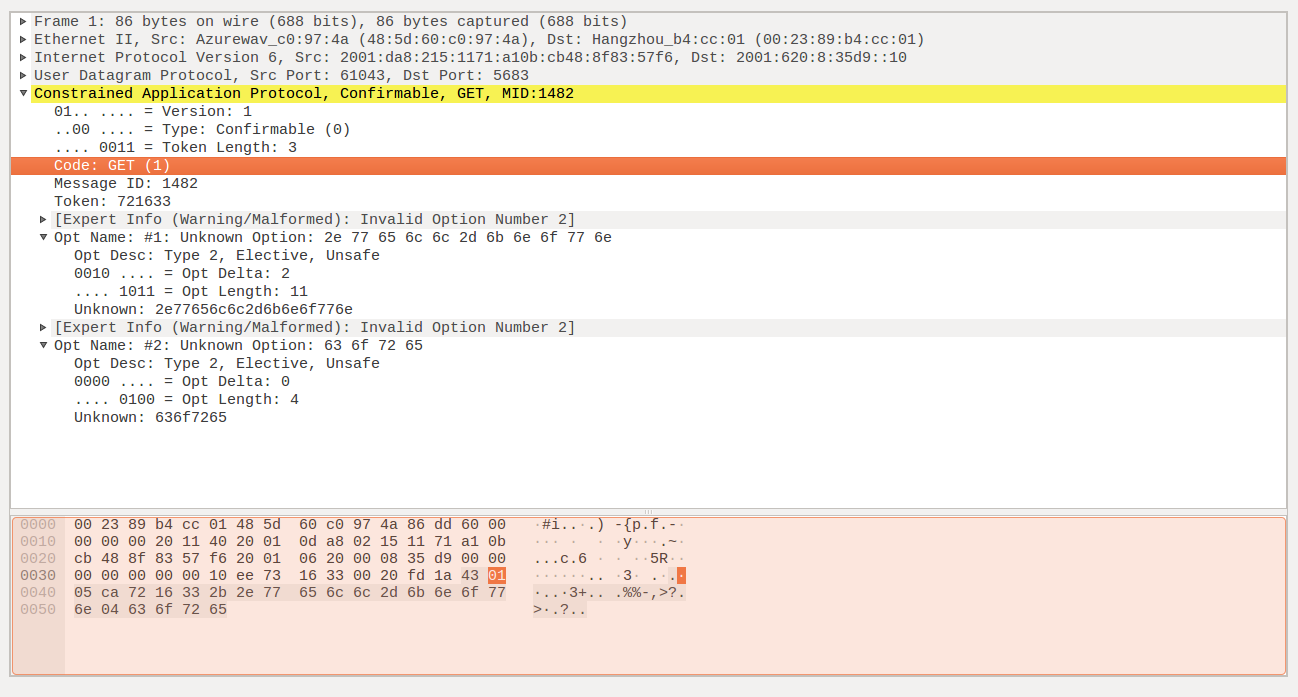 Frame 1: 86 bytes on wire (688 bits), 86 bytes captured (688 bits)
Ethernet II, Src: Azurewav_c0:97:4a (48:5d:60:c0:97:4a), Dst: Hangzhou_b4:cc:01 (00:23:89:b4:cc:01)
Internet Protocol Version 6, Src: 2001:da8:215:1171:a10b:cb48:8f83:57f6, Dst: 2001:620:8:35d9::10
User Datagram Protocol, Src Port: 61043, Dst Port: 5683
Constrained Application Protocol, Confirmable, GET, MID:1482
01.. .... = Version: 1
..00 .... = Type: Confirmable (0)
.... 0011 = Token Length: 3
Code: GET (1)
Message ID: 1482
Token: 721633
[Expert Info (Warning/Malformed): Invalid Option Number 2]
Opt Name: #1: Unknown Option: 2e 77 65 6c 6c 2d 6b 6e 6f 77 6e
Opt Desc: Type 2, Elective, Unsafe
0010 .... = Opt Delta: 2
.... 1011 = Opt Length: 11
Unknown: 2e77656c6c2d6b6e6f776e
[Expert Info (Warning/Malformed): Invalid Option Number 2]
Opt Name: #2: Unknown Option: 63 6f 72 65
Opt Desc: Type 2, Elective, Unsafe
0000 .... = Opt Delta: 0
.... 0100 = Opt Length: 4
Unknown: 636f7265
0000 00 23 89 b4 cc 01 48 5d 60 c0 97 4a 86 dd 60 00 ·#i..·.) -{p.f.-·
0010 00 00 00 20 11 40 20 01 0d a8 02 15 11 71 a1 0b ··· · · ·y···.~·
0020 cb 48 8f 83 57 f6 20 01 06 20 00 08 35 d9 00 00 ...c.6 · · ··5R··
0030 00 00 00 00 00 10 ee 73 16 33 00 20 fd 1a 43 01 ······.. ·3· .·.·
0040 05 ca 72 16 33 2b 2e 77 65 6c 6c 2d 6b 6e 6f 77 ·...·3+.. .%%-,>?.
0050 6e 04 63 6f 72 65 >·.?..